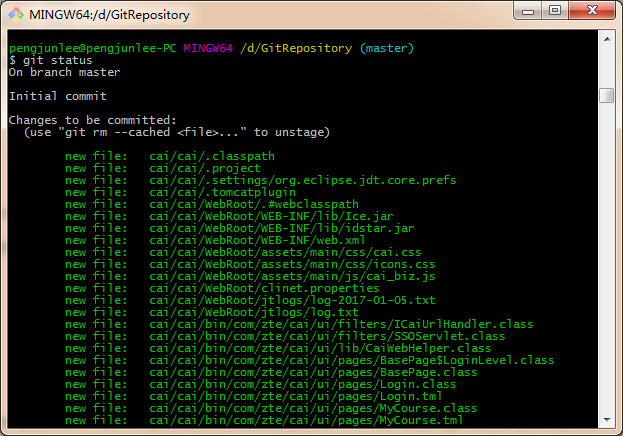 MINGW64:/d/GitRepository
pengjunlee@pengjunlee-PC MINGW64 /d/GitRepository (master)
$ git status
On branch master
Initial commit
Changes to be committed:
(use "git rm --cached <file>..." to unstage)
new file: cai/cai/.classpath
new file: cai/cai/.project
new file: cai/cai/.settings/org.eclipse.jdt.core.prefs
new file: cai/cai/.tomcatplugin
new file: cai/cai/WebRoot/.#webclasspath
new file: cai/cai/WebRoot/WEB-INF/lib/Ice.jar
new file: cai/cai/WebRoot/WEB-INF/lib/idstar.jar
new file: cai/cai/WebRoot/WEB-INF/web.xml
new file: cai/cai/WebRoot/assets/main/css/cai.css
new file: cai/cai/WebRoot/assets/main/css/icons.css
new file: cai/cai/WebRoot/assets/main/js/cai_biz.js
new file: cai/cai/WebRoot/clinet.properties
new file: cai/cai/WebRoot/jtlogs/log-2017-01-05.txt
new file: cai/cai/WebRoot/jtlogs/log.txt
new file: cai/cai/bin/com/zte/cai/ui/filters/ICaiUrlHandler.class
new file: cai/cai/bin/com/zte/cai/ui/filters/SSOServlet.class
new file: cai/cai/bin/com/zte/cai/ui/lib/CaiWebHelper.class
new file: cai/cai/bin/com/zte/cai/ui/pages/BasePage$LoginLevel.class
new file: cai/cai/bin/com/zte/cai/ui/pages/BasePage.class
new file: cai/cai/bin/com/zte/cai/ui/pages/Login.class
new file: cai/cai/bin/com/zte/cai/ui/pages/Login.tml
new file: cai/cai/bin/com/zte/cai/ui/pages/MyCourse.class
new file: cai/cai/bin/com/zte/cai/ui/pages/MyCourse.tml